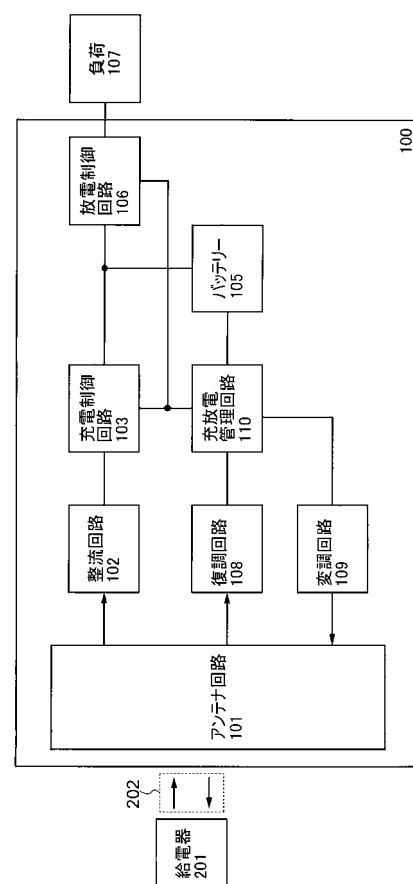 負荷
107
放電制御
回路
106
100
バッテリー
105
充電制御
回路
103
充放電
管理回路
110
整流回路
102
復調回路
108
変調回路
109
アンテナ回路
101
202
給電器
201